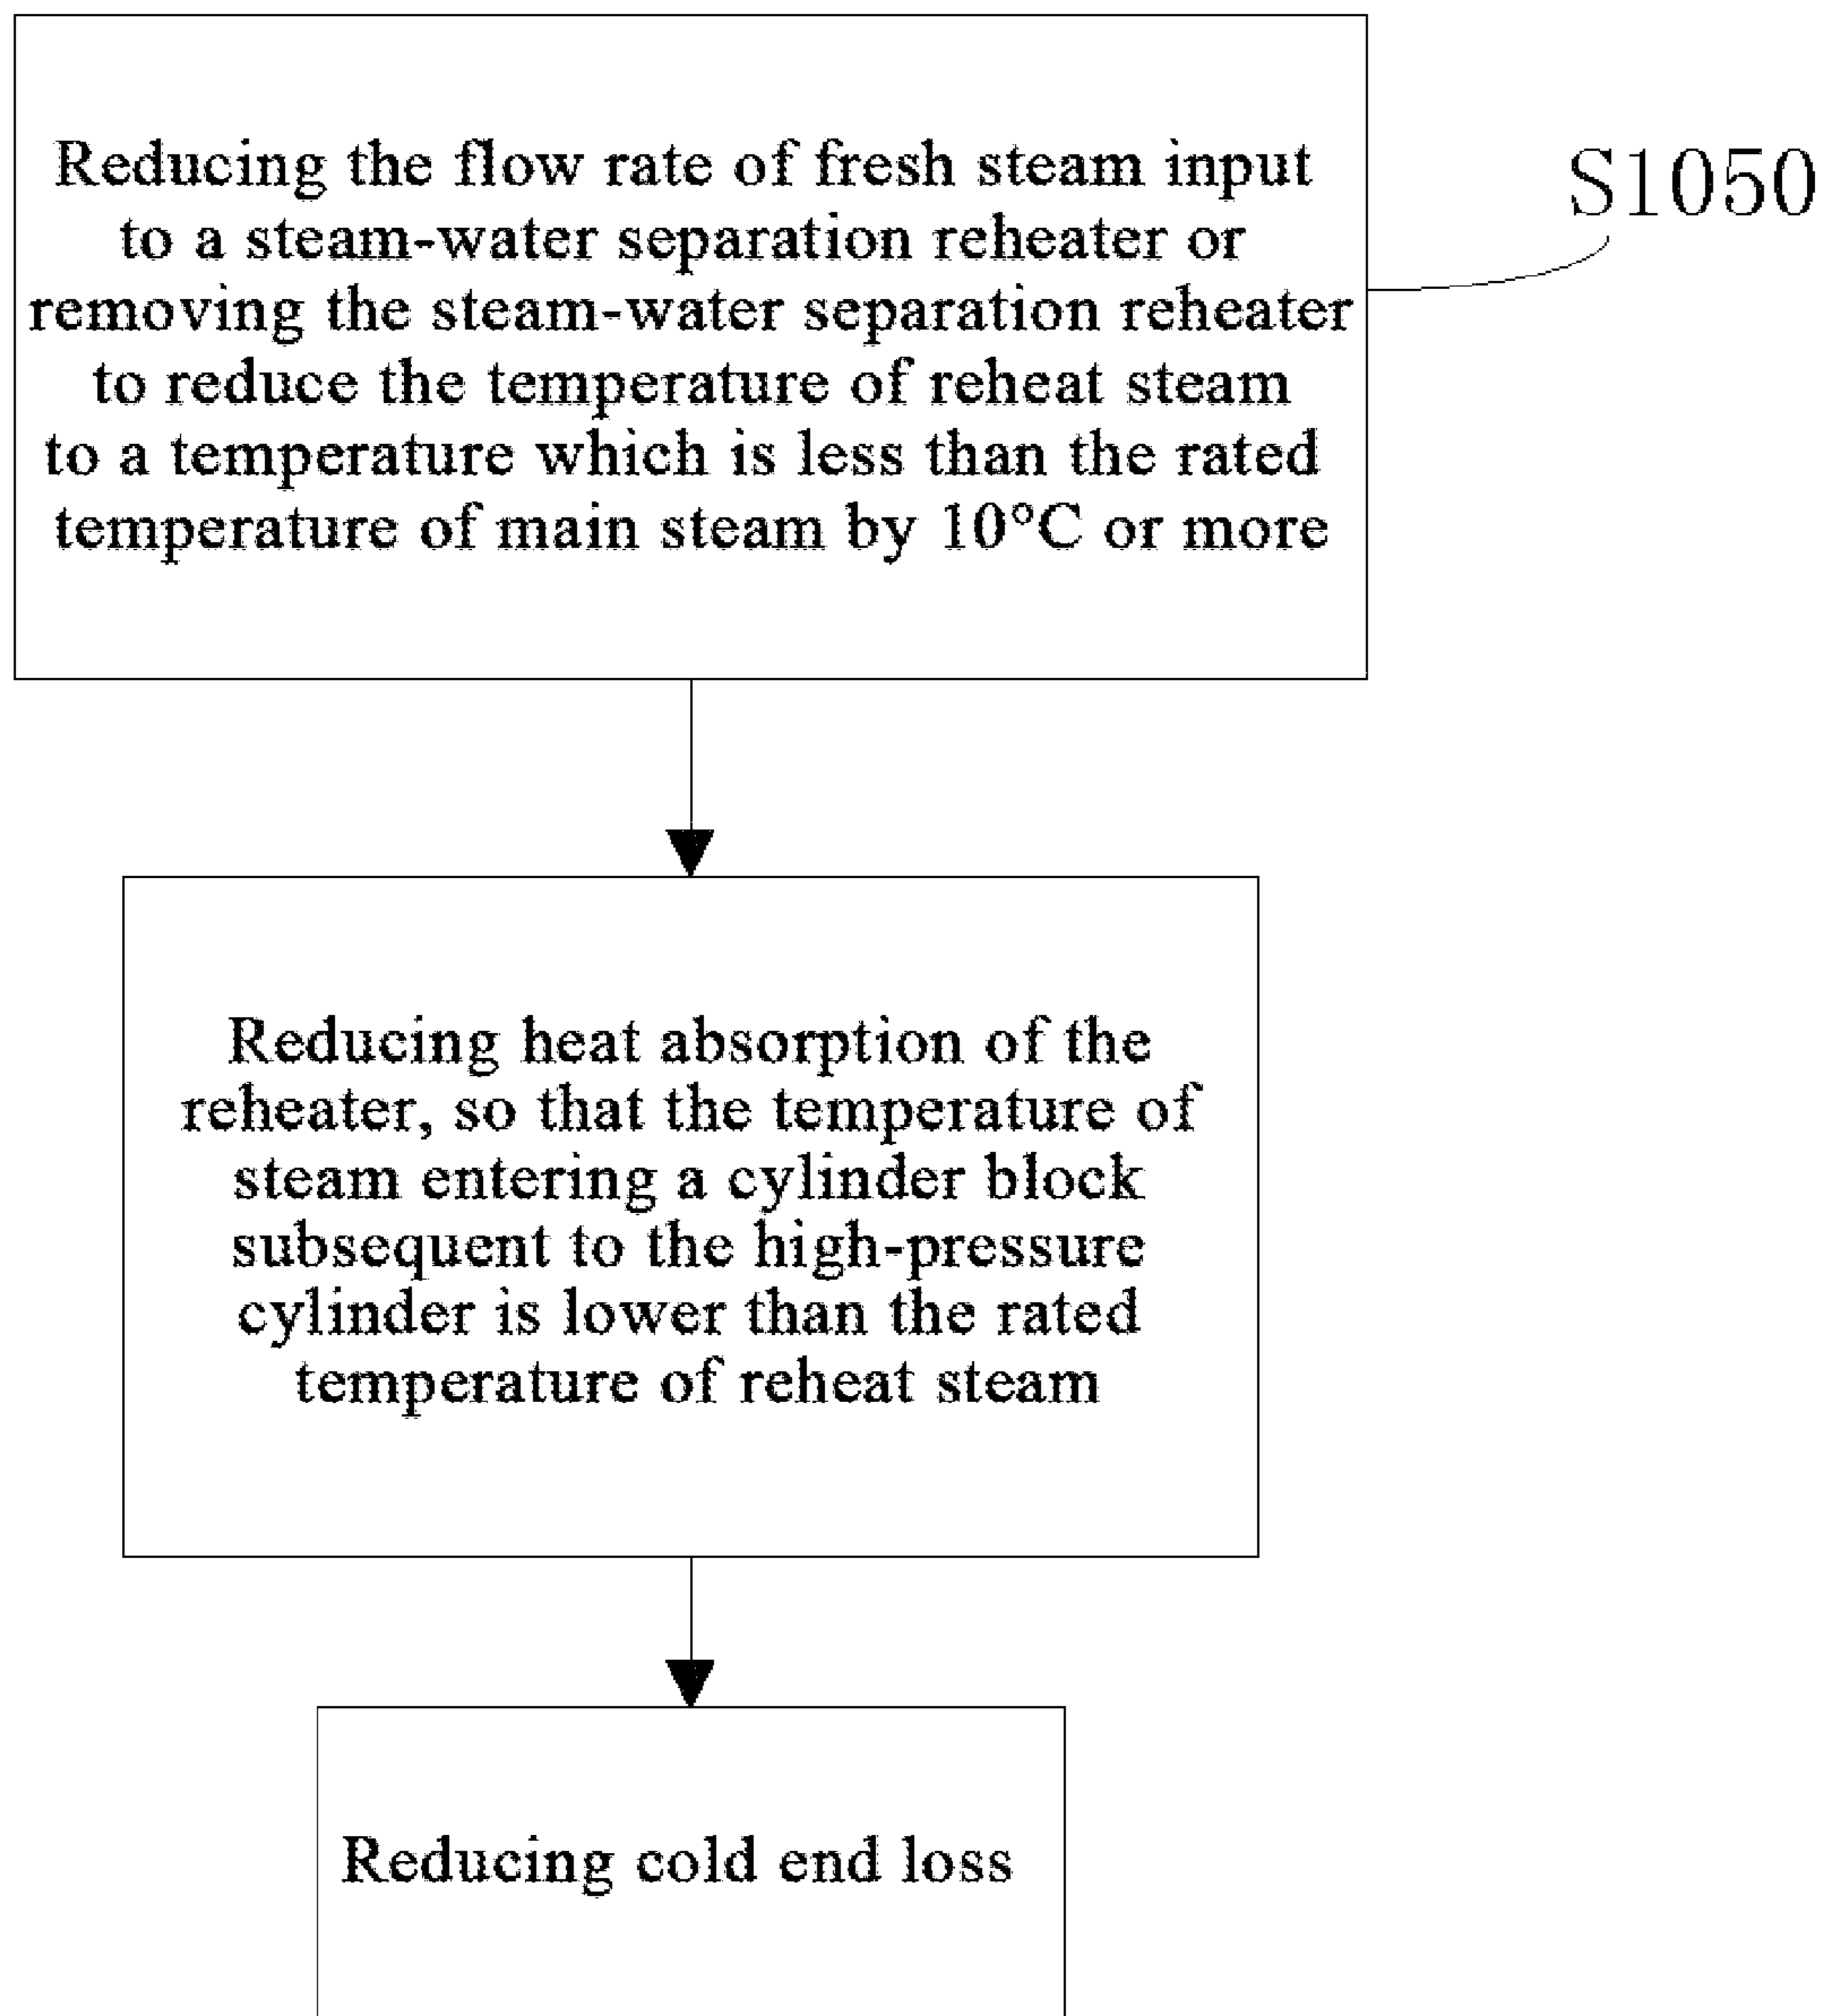 Reducing the flow rate of fresh steam input
to a steam-water separation reheater or
removing the steam-water separation reheater
to reduce the temperature of reheat steam
to a temperature which is less than the rated
temperature of main steam by 10°C or more
S1050
Reducing heat absorption of the
reheater, so that the temperature of
steam entering a cylinder block
subsequent to the high-pressure
cylinder is lower than the rated
temperature of reheat steam
Reducing cold end loss